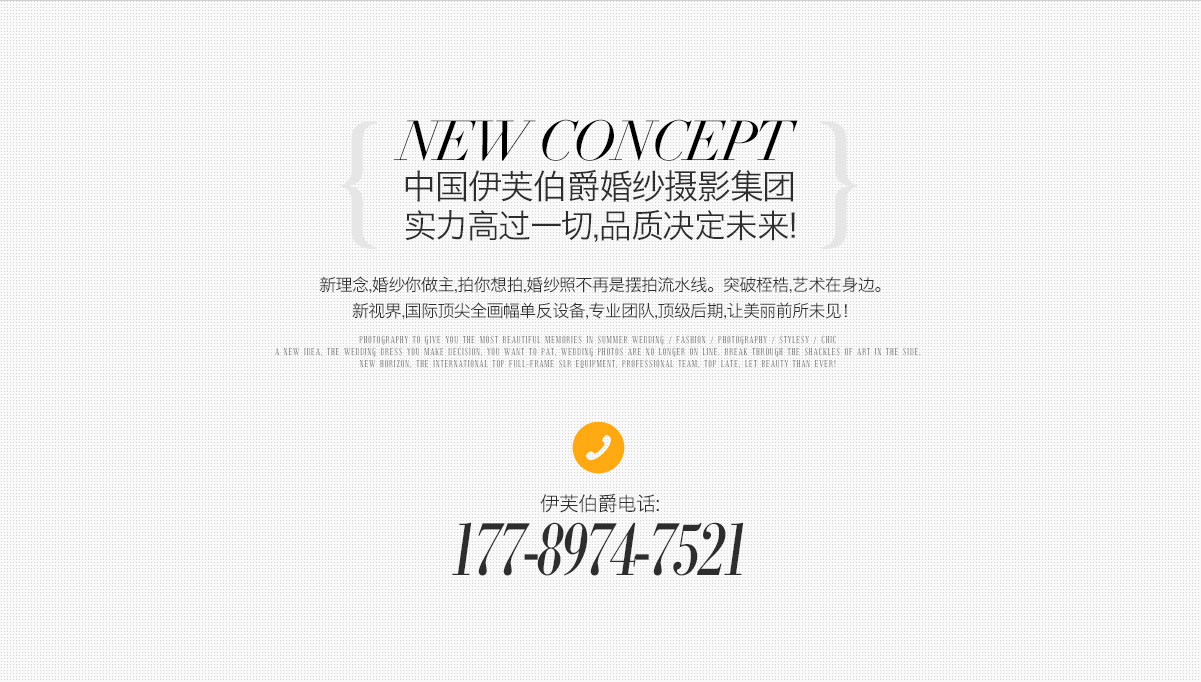 NEW CONCEPT
中国伊芙伯爵婚纱摄影集团
实力高过一切,品质决定未来!
新理念,婚纱你做主,拍你想拍,婚纱照不再是摆拍流水线。突破桎梏,艺术在身边。
新视界,国际顶尖全画幅单反设备,专业团队,顶级后期,让美丽前所未见！
PHOTOGRAPHY TO GIVE YOU THE MOST BEAUTIFUL MEMORIES IN SUMMER WEDDING / FASHION / PHOTOGRAPHY / STYLESY / CHIC
A NEW IDEA, THE WEDDING DRESS YOU MAKE DECISION, YOU WANT TO PAT, WEDDING PHOTOS ARE NO LONGER ON LINE. BREAK THROUGH THE SHACKLES OF ART IN THE SIDE.
NEW HORIZON, THE INTERNATIONAL TOP FULL-FRAME SLR EQUIPMENT, PROFESSIONAL TEAM, TOP LATE, LET BEAUTY THAN EVER!
伊芙伯爵电话:
177-8974-7521